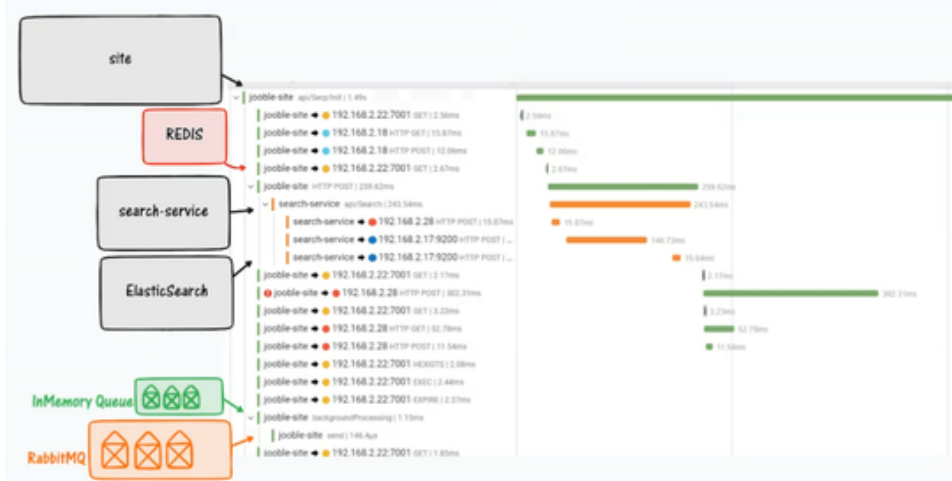 site
REDIS
search-service
ElasticSearch
InMemory Queue
RabbitMQ
jooble-site api/Serp/Init | 1.49s
jooble-site → 192.168.2.22:7001 GET | 2.56ms 2.56ms
jooble-site → 192.168.2.18 HTTP GET | 15.87ms 15.87ms
jooble-site → 192.168.2.18 HTTP POST | 12.06ms 12.06ms
jooble-site → 192.168.2.22:7001 GET | 2.67ms 2.67ms
jooble-site HTTP POST | 259.62ms 259.62ms
search-service api/Search | 243.54ms 243.54ms
search-service → 192.168.2.28 HTTP POST | 15.07ms 15.07ms
search-service → 192.168.2.17:9200 HTTP POST | ... 146.73ms
search-service → 192.168.2.17:9200 HTTP POST | ... 15.04ms
jooble-site → 192.168.2.22:7001 GET | 2.17ms 2.17ms
jooble-site → 192.168.2.28 HTTP POST | 302.31ms 302.31ms
jooble-site → 192.168.2.22:7001 GET | 3.23ms 3.23ms
jooble-site → 192.168.2.28 HTTP GET | 52.78ms 52.78ms
jooble-site → 192.168.2.28 HTTP POST | 11.54ms 11.54ms
jooble-site → 192.168.2.22:7001 HEXISTS | 2.08ms
jooble-site → 192.168.2.22:7001 EXEC | 2.44ms
jooble-site → 192.168.2.22:7001 EXPIRE | 2.37ms
jooble-site backgroundProcessing | 1.15ms
jooble-site send | 146.4µs
jooble-site → 192.168.2.22:7001 GET | 1.85ms